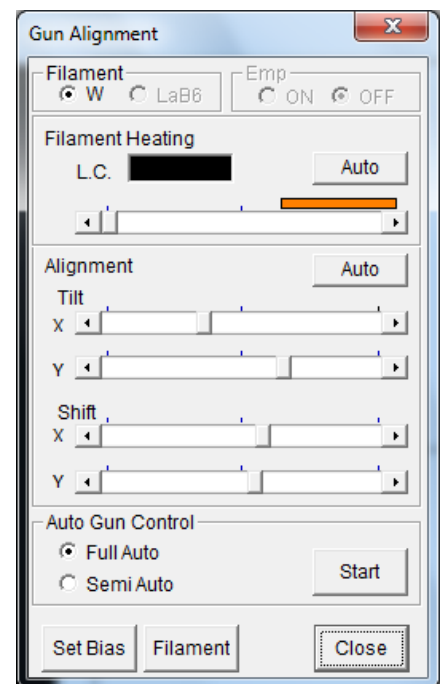 Gun Alignment
Filament
Emp
W LaB6 ON OFF
Filament Heating
L.C. Auto
Alignment Auto
Tilt
X
Y
Shift
X
Y
Auto Gun Control
Full Auto
Semi Auto
Start
Set Bias Filament Close